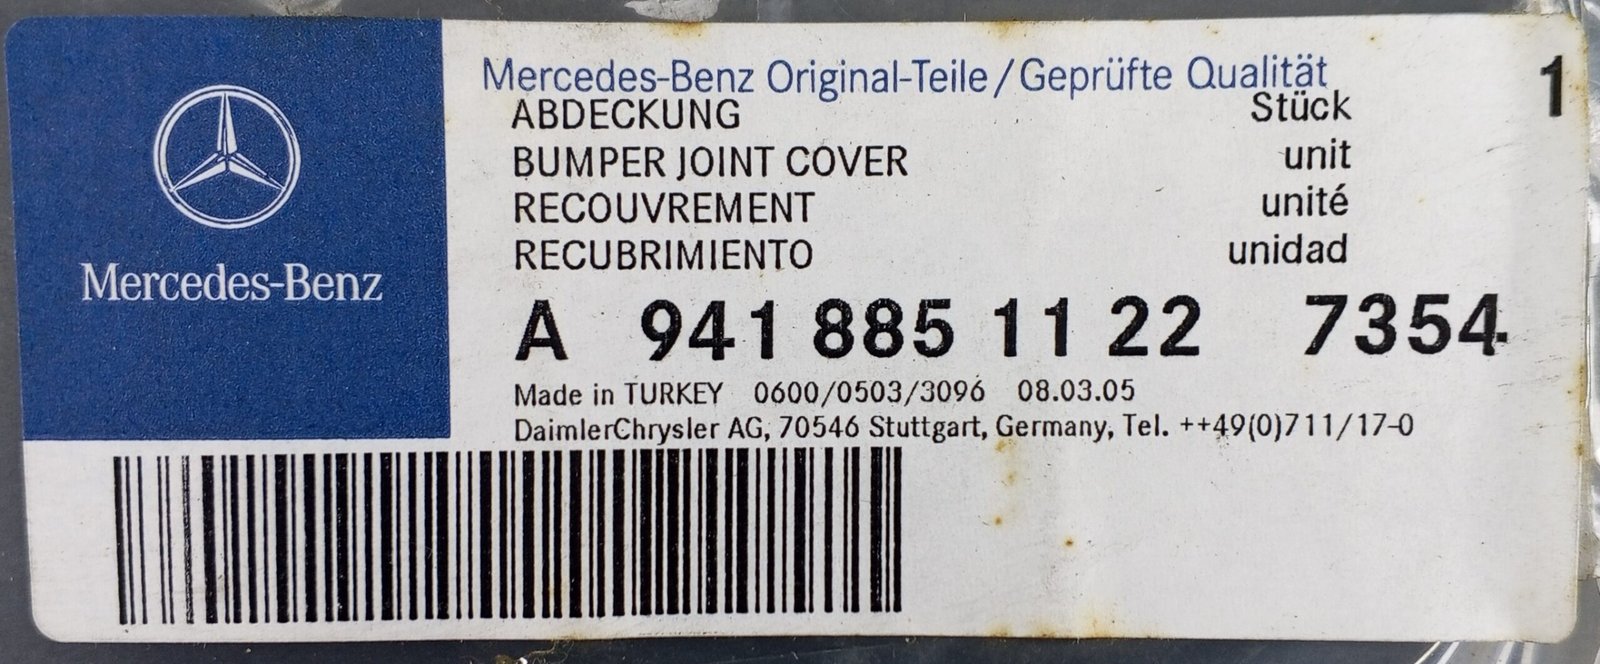 Mercedes-Benz
Mercedes-Benz Original-Teile/Geprüfte Qualität
ABDECKUNG Stück 1
BUMPER JOINT COVER unit
RECOUVREMENT unité
RECUBRIMIENTO unidad
A 941 885 11 22 7354
Made in TURKEY 0600/0503/3096 08.03.05
DaimlerChrysler AG, 70546 Stuttgart, Germany, Tel. ++49(0)711/17-0